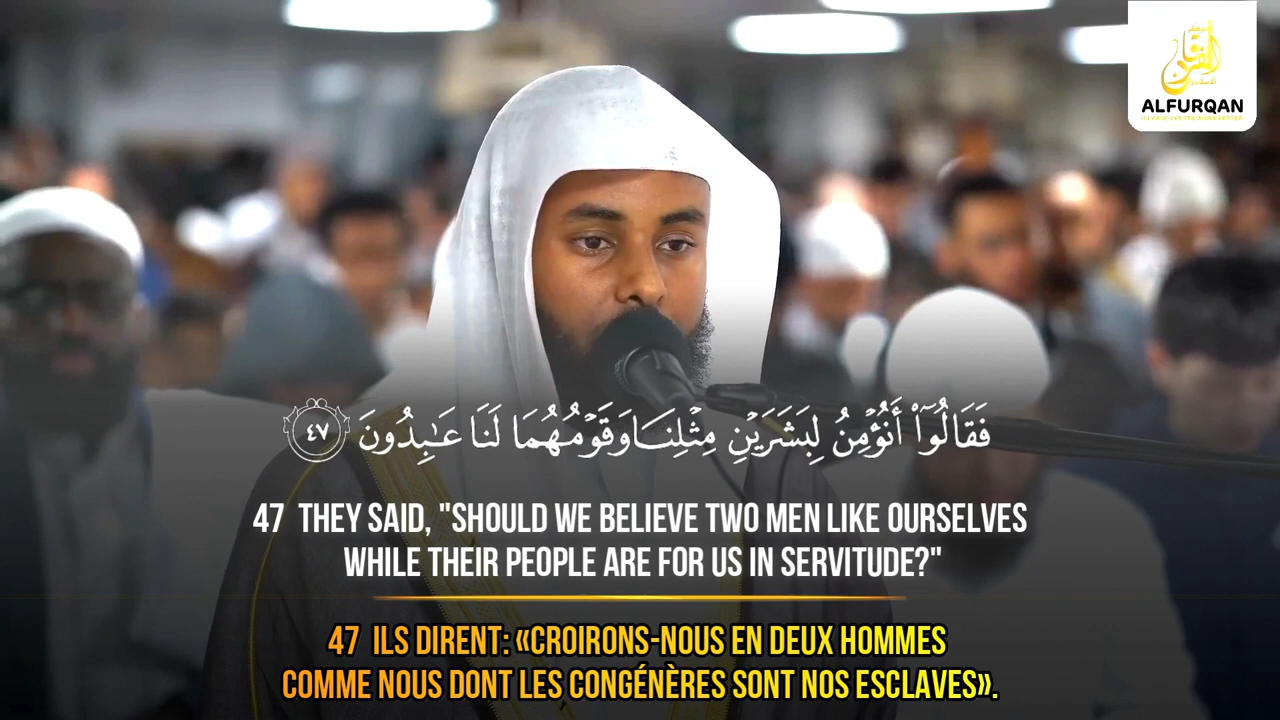 ALFURQAN
فَقَالُوٓا۟ أَنُؤْمِنُ لِبَشَرَيْنِ مِثْلِنَا وَقَوْمُهُمَا لَنَا عَـٰبِدُونَ ٤٧
47 THEY SAID, "SHOULD WE BELIEVE TWO MEN LIKE OURSELVES
WHILE THEIR PEOPLE ARE FOR US IN SERVITUDE?"
47 ILS DIRENT: «CROIRONS-NOUS EN DEUX HOMMES
COMME NOUS DONT LES CONGÉNÈRES SONT NOS ESCLAVES».